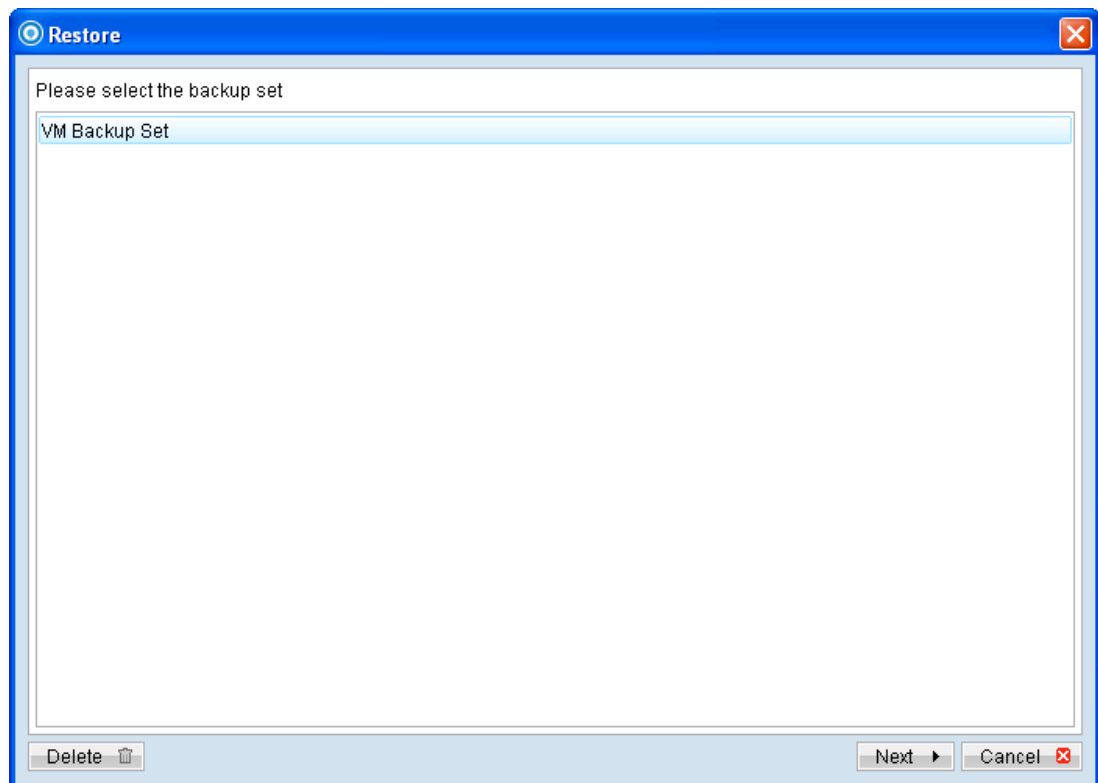 Restore
Please select the backup set
VM Backup Set
Delete
Next
Cancel